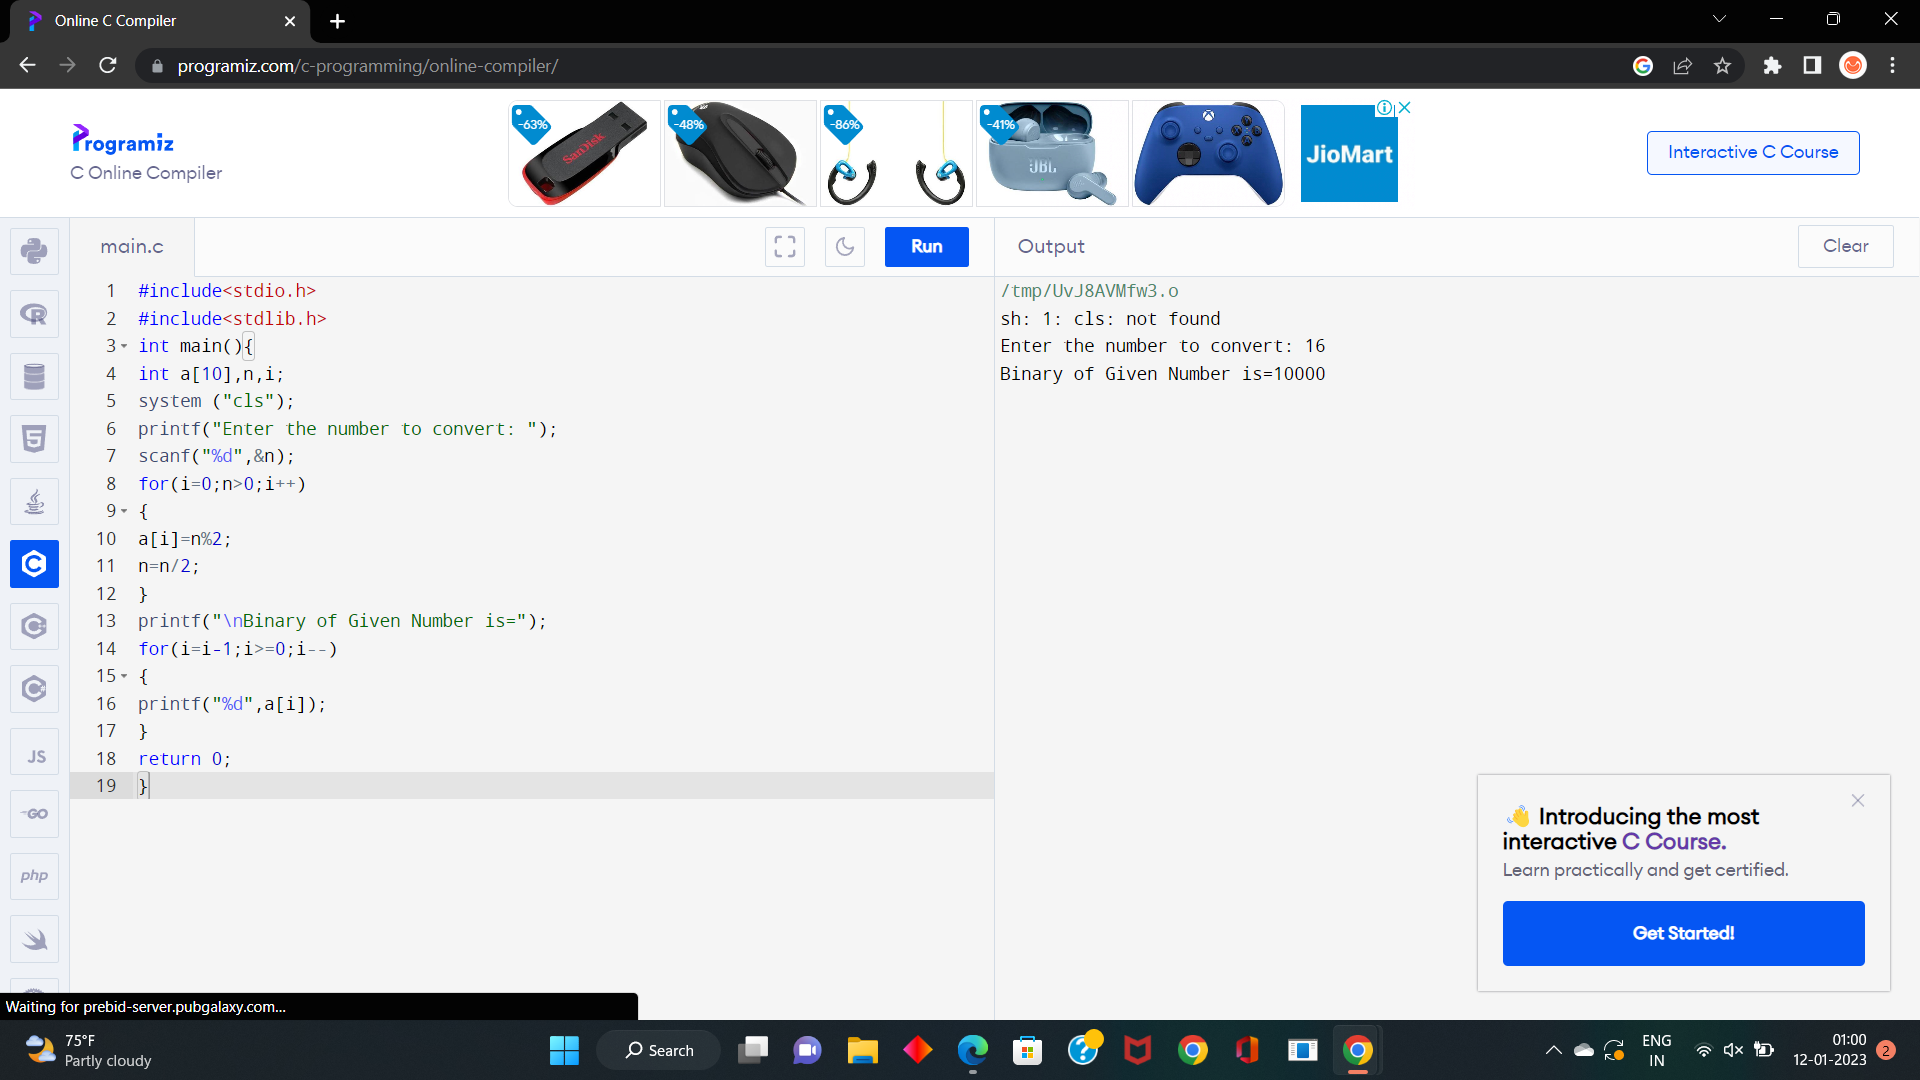 Online C Compiler
programiz.com/c-programming/online-compiler/
Programiz
C Online Compiler
-63%
SanDisk
-48%
-86%
-41%
JBL
JioMart
Interactive C Course
main.c
Run
Output
Clear
1 #include<stdio.h>
2 #include<stdlib.h>
3 int main(){
4 int a[10],n,i;
5 system ("cls");
6 printf("Enter the number to convert: ");
7 scanf("%d",&n);
8 for(i=0;n>0;i++)
9 {
10 a[i]=n%2;
11 n=n/2;
12 }
13 printf("\nBinary of Given Number is=");
14 for(i=i-1;i>=0;i--)
15 {
16 printf("%d",a[i]);
17 }
18 return 0;
19 }
/tmp/UvJ8AVMfw3.o
sh: 1: cls: not found
Enter the number to convert: 16
Binary of Given Number is=10000
R
5
C
C
C
JS
GO
php
👋 Introducing the most
interactive C Course.
Learn practically and get certified.
Get Started!
Waiting for prebid-server.pubgalaxy.com...
75°F
Partly cloudy
Search
ENG
IN
01:00
12-01-2023
2